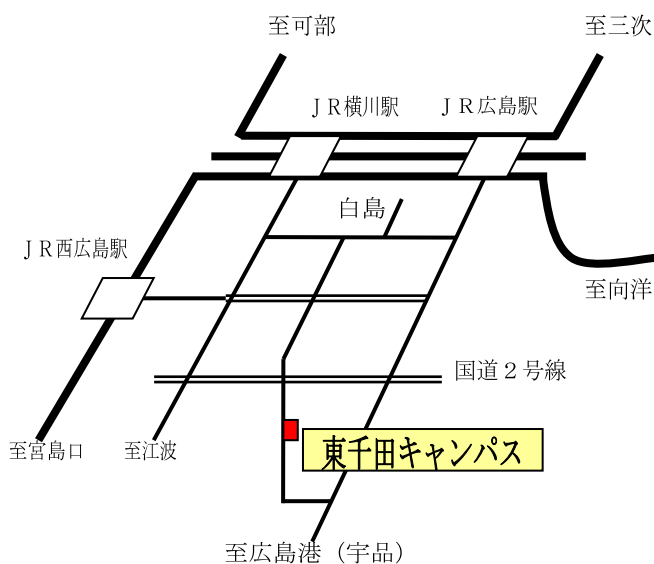 至可部
至三次
ＪＲ横川駅
ＪＲ広島駅
白島
ＪＲ西広島駅
至向洋
国道２号線
東千田キャンパス
至宮島口
至江波
至広島港（宇品）